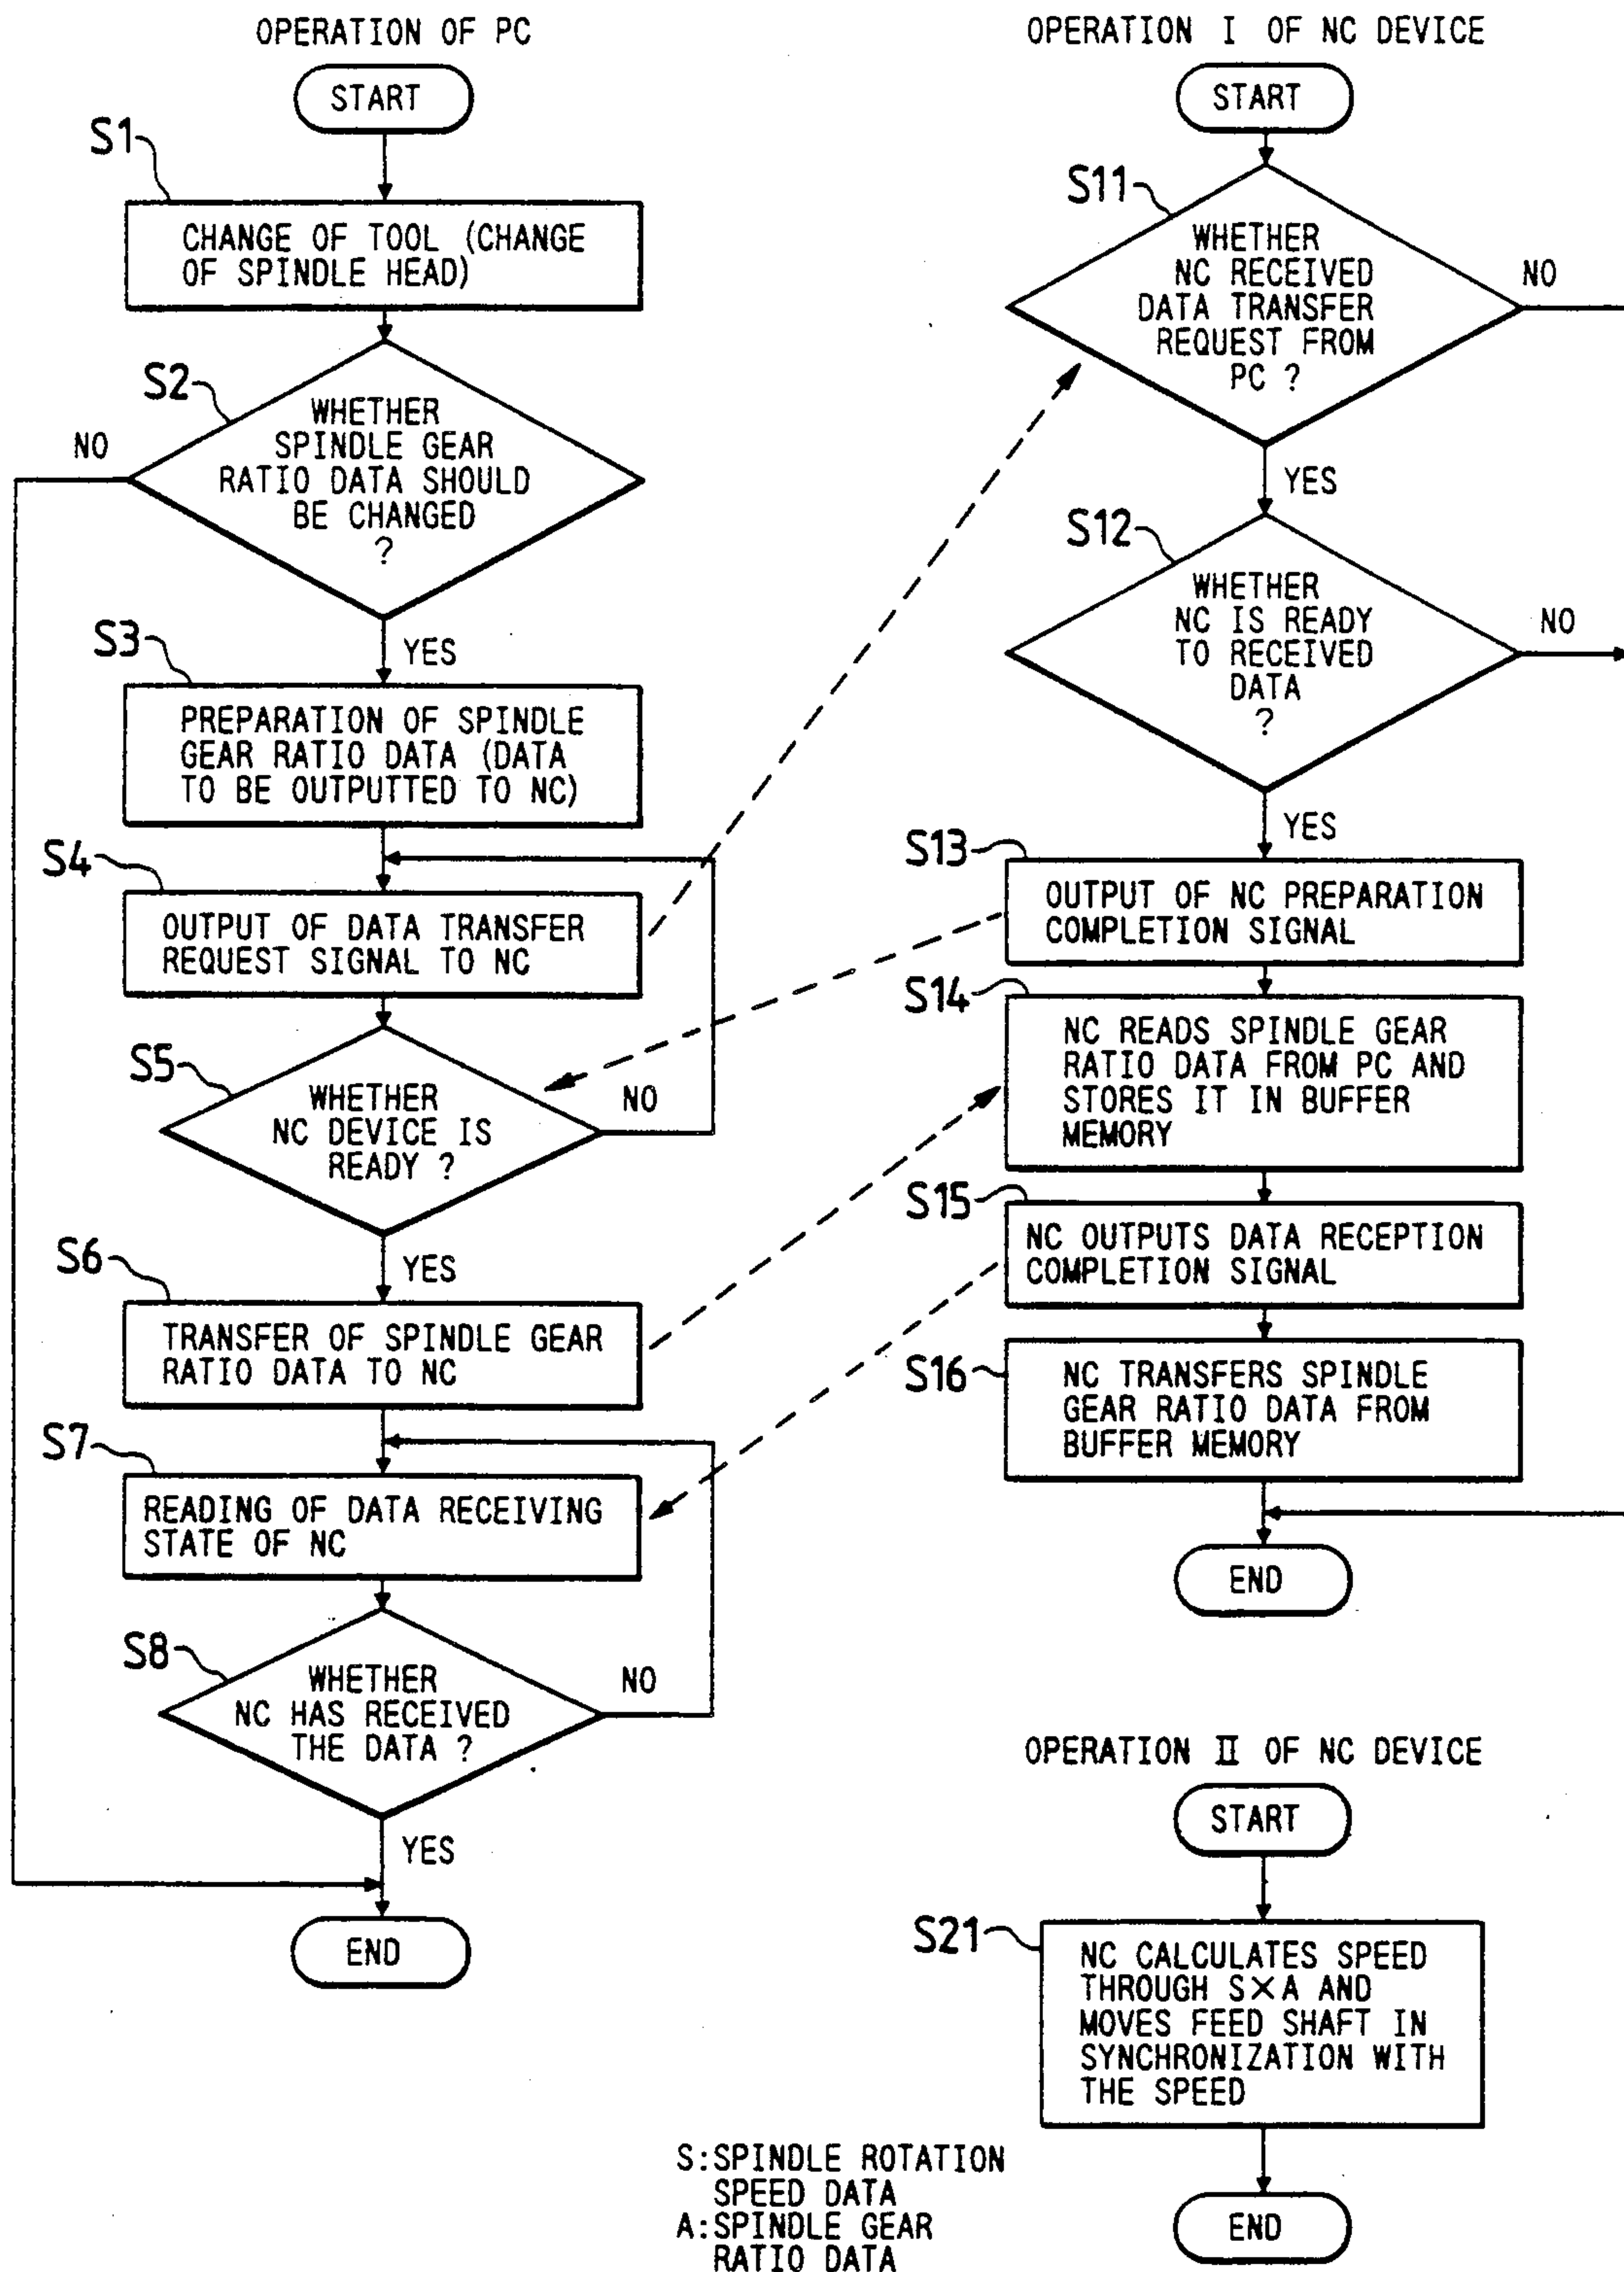 OPERATION OF PC
START
S1
CHANGE OF TOOL (CHANGE
OF SPINDLE HEAD)
S2
WHETHER
SPINDLE GEAR
RATIO DATA SHOULD
BE CHANGED
?
NO
YES
S3
PREPARATION OF SPINDLE
GEAR RATIO DATA (DATA
TO BE OUTPUTTED TO NC)
S4
OUTPUT OF DATA TRANSFER
REQUEST SIGNAL TO NC
S5
WHETHER
NC DEVICE IS
READY ?
NO
YES
S6
TRANSFER OF SPINDLE GEAR
RATIO DATA TO NC
S7
READING OF DATA RECEIVING
STATE OF NC
S8
WHETHER
NC HAS RECEIVED
THE DATA ?
NO
YES
END
OPERATION I OF NC DEVICE
START
S11
WHETHER
NC RECEIVED
DATA TRANSFER
REQUEST FROM
PC ?
NO
YES
S12
WHETHER
NC IS READY
TO RECEIVED
DATA
?
NO
YES
S13
OUTPUT OF NC PREPARATION
COMPLETION SIGNAL
S14
NC READS SPINDLE GEAR
RATIO DATA FROM PC AND
STORES IT IN BUFFER
MEMORY
S15
NC OUTPUTS DATA RECEPTION
COMPLETION SIGNAL
S16
NC TRANSFERS SPINDLE
GEAR RATIO DATA FROM
BUFFER MEMORY
END
OPERATION II OF NC DEVICE
START
S21
NC CALCULATES SPEED
THROUGH S×A AND
MOVES FEED SHAFT IN
SYNCHRONIZATION WITH
THE SPEED
END
S:SPINDLE ROTATION
SPEED DATA
A:SPINDLE GEAR
RATIO DATA